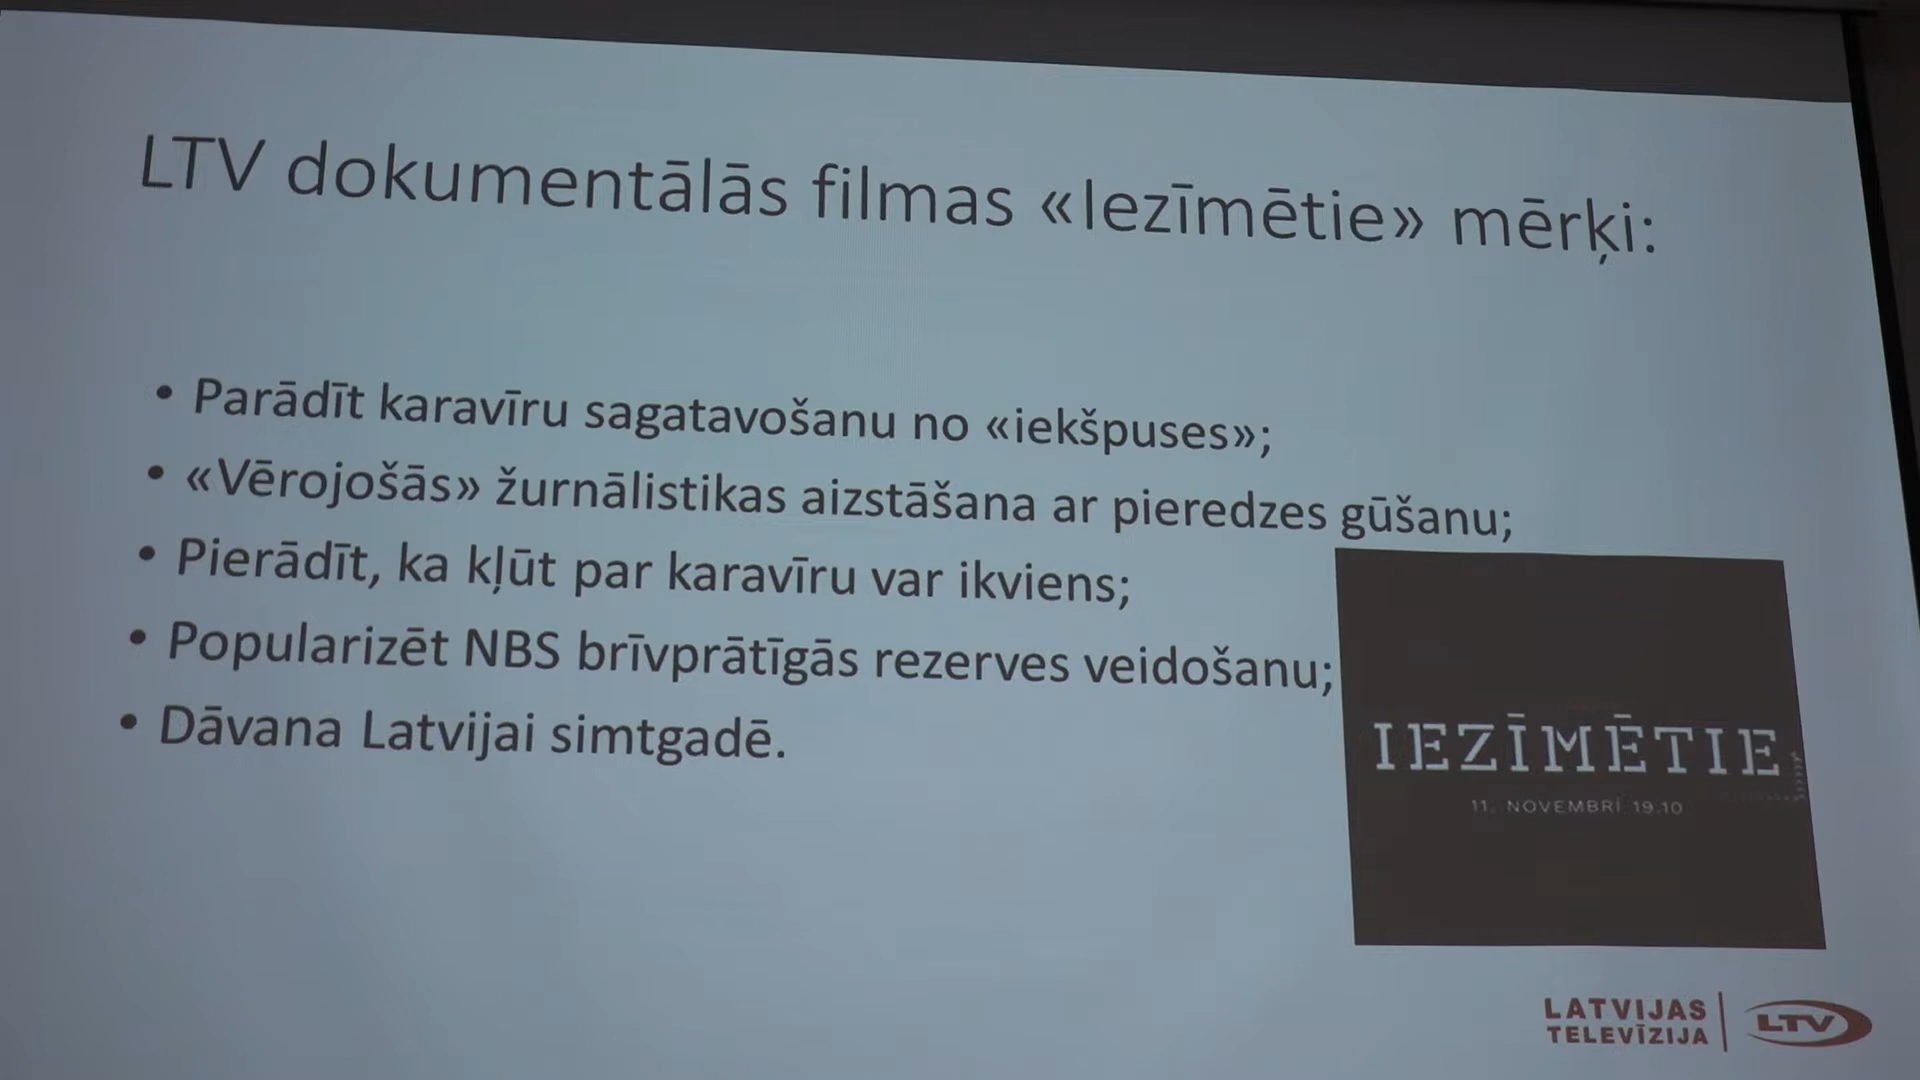 LTV dokumentālās filmas «Iezīmētie» mērķi:
• Parādīt karavīru sagatavošanu no «iekšpuses»;
• «Vērojošās» žurnālistikas aizstāšana ar pieredzes gūšanu;
• Pierādīt, ka kļūt par karavīru var ikviens;
• Popularizēt NBS brīvprātīgās rezerves veidošanu;
• Dāvana Latvijai simtgadē.
IEZĪMĒTIE
11. NOVEMBRĪ 19.10
LATVIJAS
TELEVĪZIJA
LTV